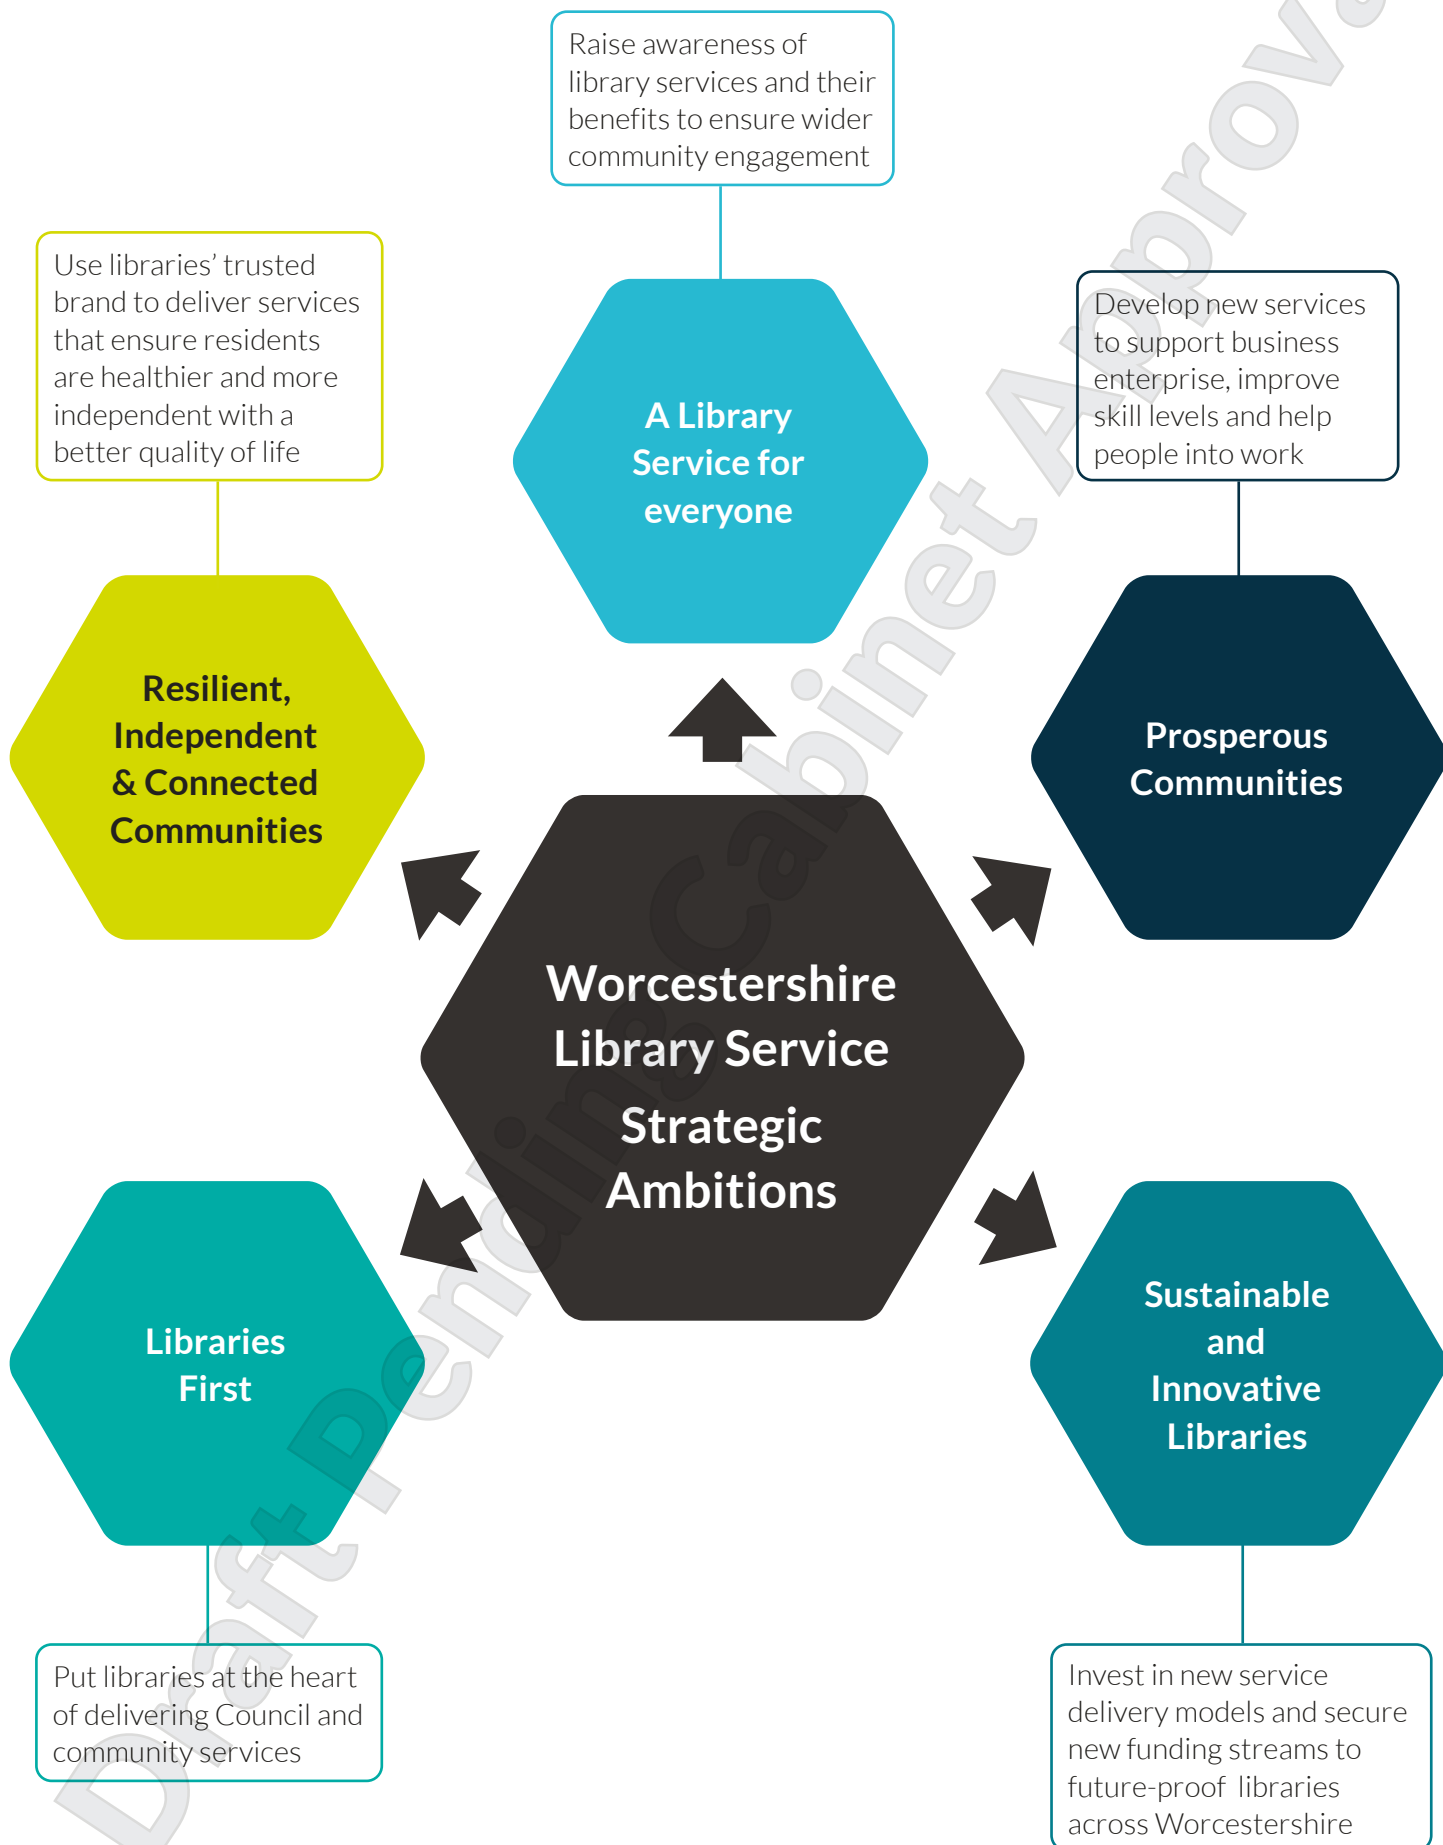 Raise awareness of
library services and their
benefits to ensure wider
community engagement
Use libraries’ trusted
brand to deliver services
that ensure residents
are healthier and more
independent with a
better quality of life
Develop new services
to support business
enterprise, improve
skill levels and help
people into work
A Library
Service for
everyone
Resilient,
Independent
& Connected
Communities
Prosperous
Communities
Worcestershire
Library Service
Strategic
Ambitions
Libraries
First
Sustainable
and
Innovative
Libraries
Put libraries at the heart
of delivering Council and
community services
Invest in new service
delivery models and secure
new funding streams to
future-proof libraries
across Worcestershire
Draft Pending Cabinet Approva